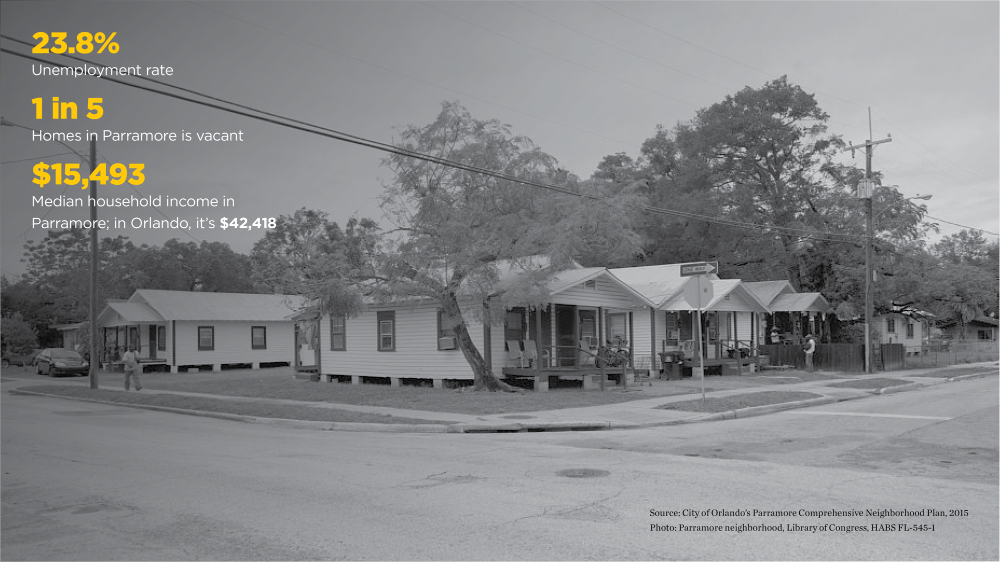 23.8%
Unemployment rate
1 in 5
Homes in Parramore is vacant
$15,493
Median household income in
Parramore; in Orlando, it's $42,418
ONE WAY
Source: City of Orlando's Parramore Comprehensive Neighborhood Plan, 2015
Photo: Parramore neighborhood, Library of Congress, HABS FL-545-1